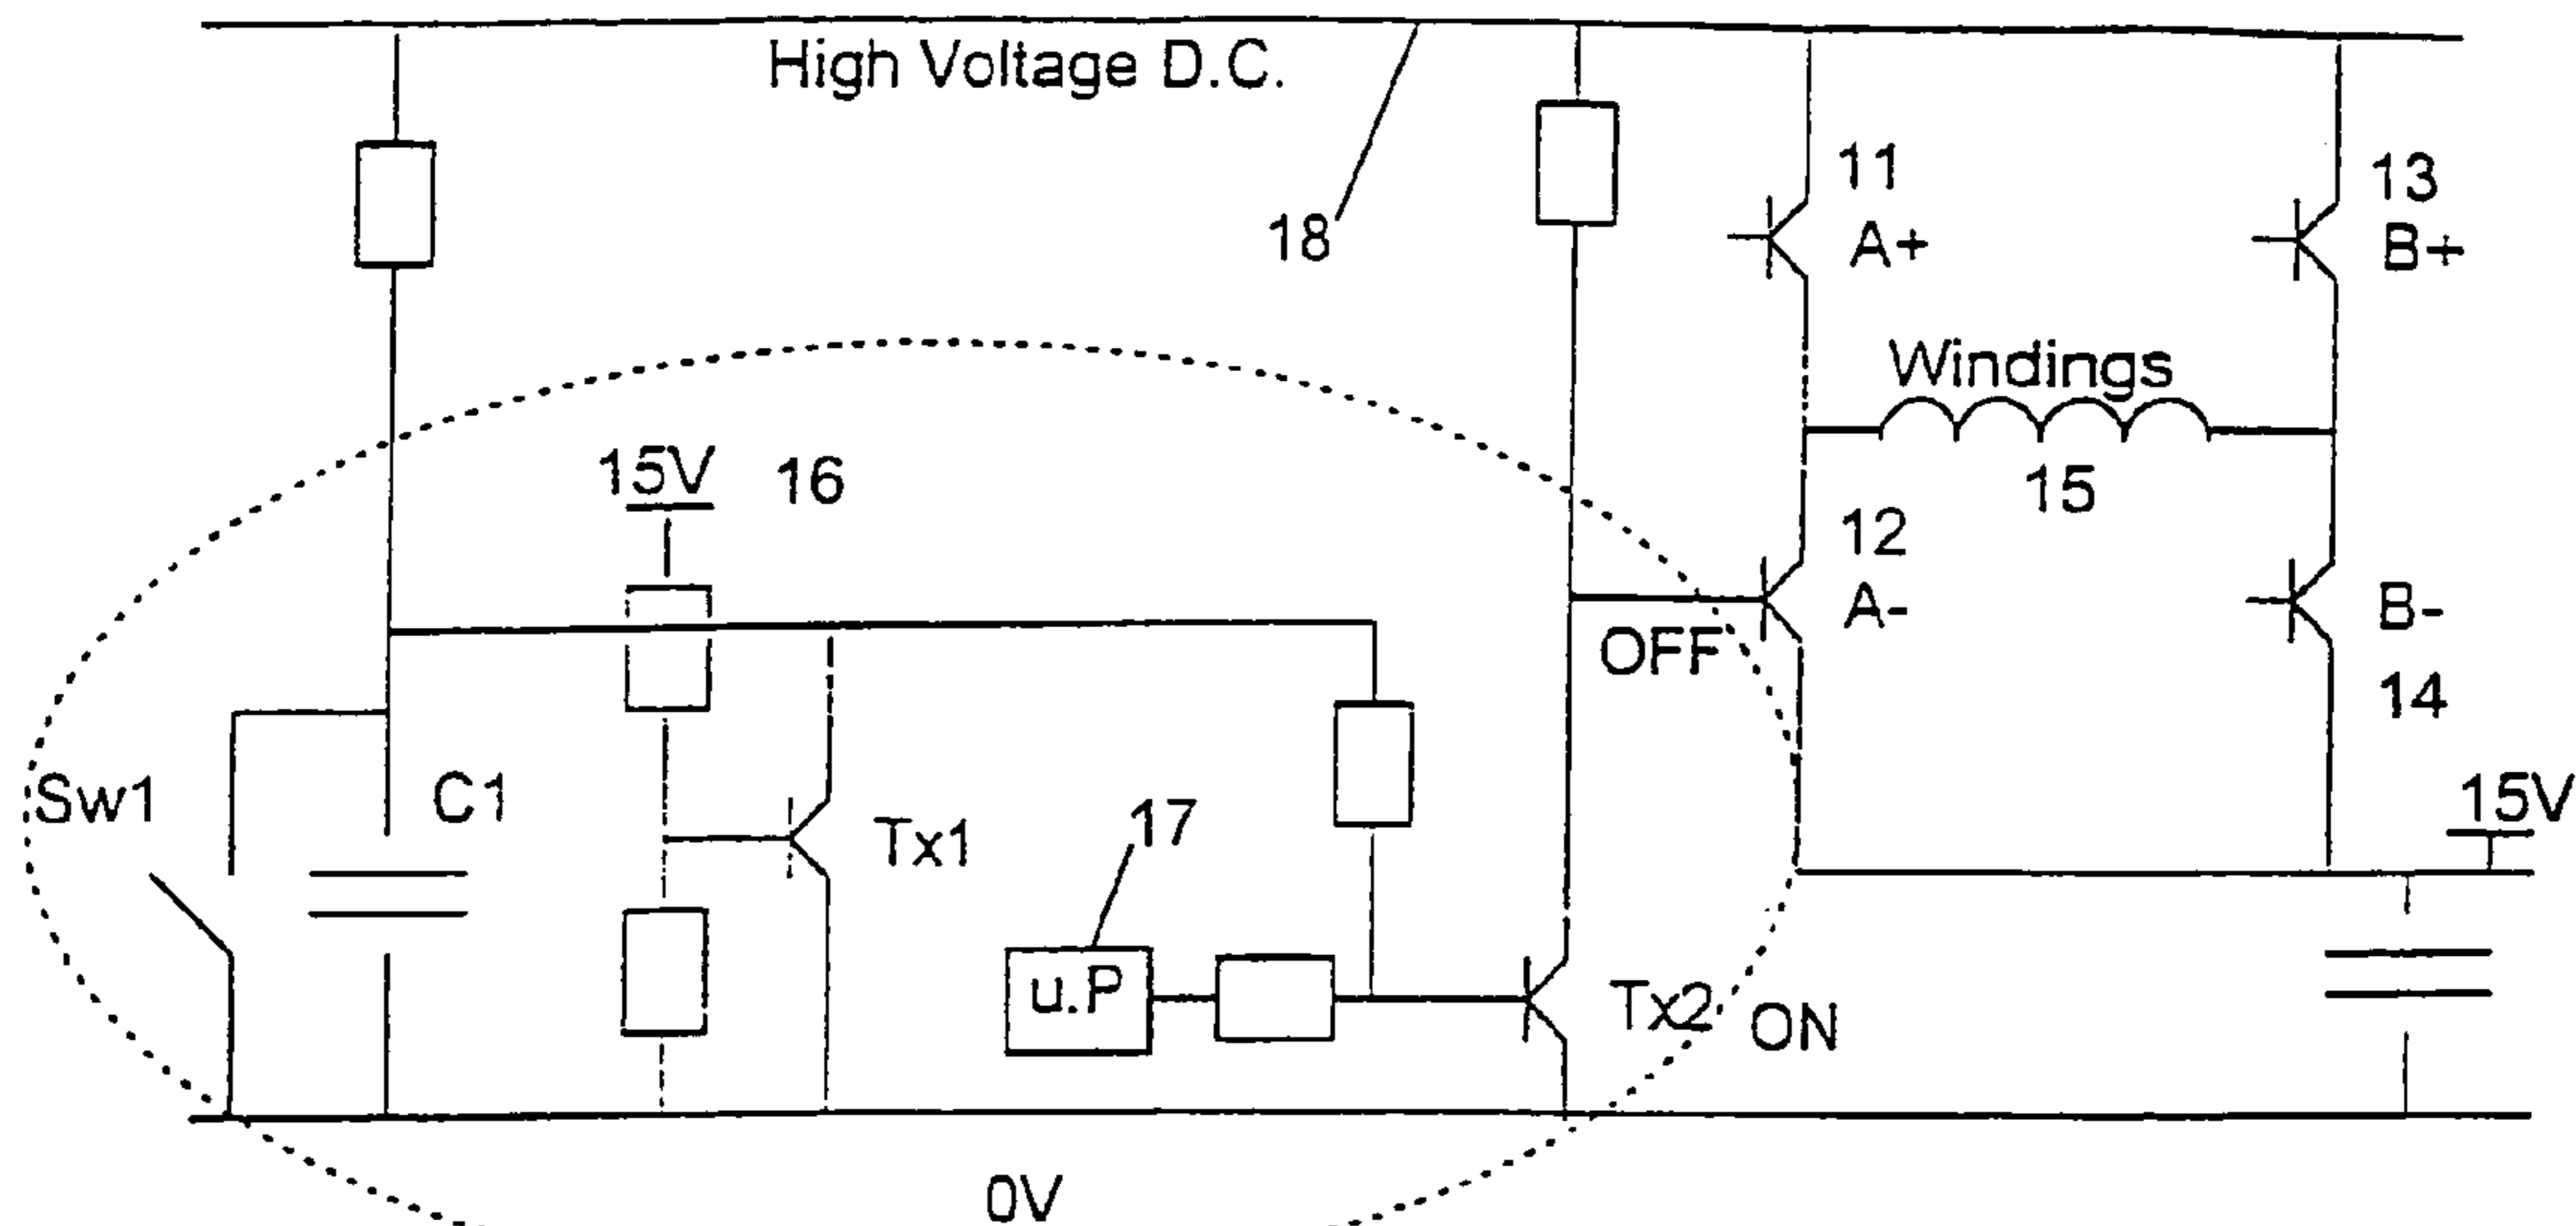 High Voltage D.C.
18
11
A+
13
B+
Windings
15
15V
16
12
A-
OFF
B-
14
Sw1
C1
Tx1
17
15V
u.P
Tx2
ON
0V